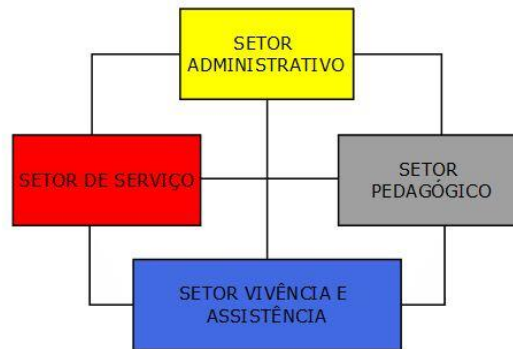 SETOR
ADMINISTRATIVO
SETOR DE SERVIÇO
SETOR
PEDAGÓGICO
SETOR VIVÊNCIA E
ASSISTÊNCIA